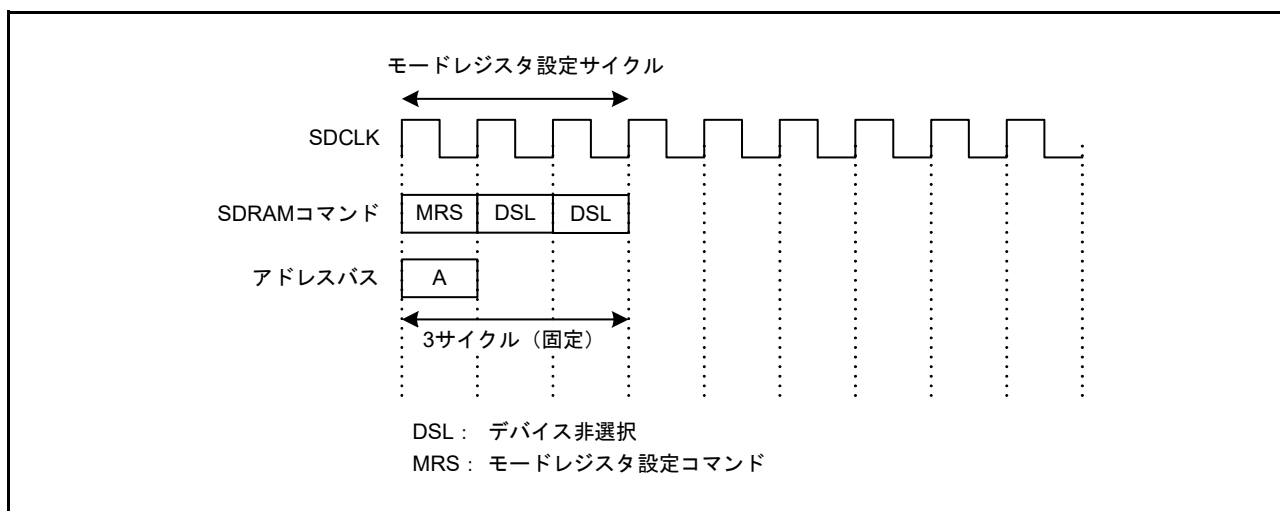 モードレジスタ設定サイクル
SDCLK
SDRAMコマンド MRS DSL DSL
アドレスバス A
3サイクル（固定）
DSL： デバイス非選択
MRS： モードレジスタ設定コマンド